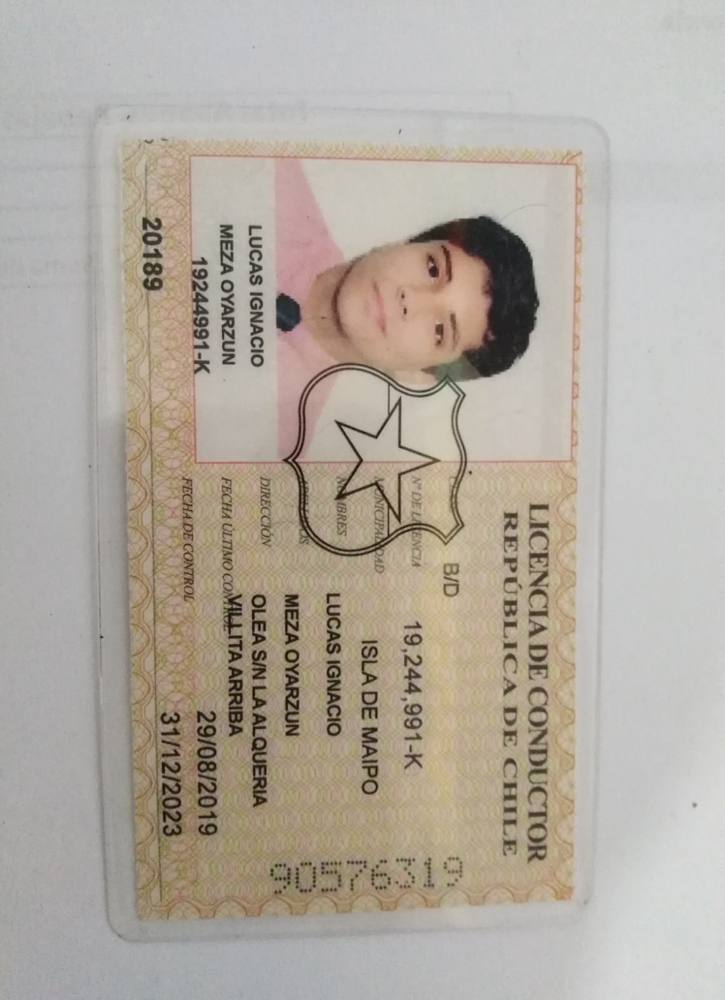 LICENCIA DE CONDUCTOR
REPÚBLICA DE CHILE
B/D
Nº DE LICENCIA 19,244,991-K
MUNICIPALIDAD ISLA DE MAIPO
NOMBRES LUCAS IGNACIO
APELLIDOS MEZA OYARZUN
DIRECCIÓN OLEA S/N LA ALQUERIA
VILLITA ARRIBA
FECHA ÚLTIMO CONTROL 29/08/2019
FECHA DE CONTROL 31/12/2023
LUCAS IGNACIO
MEZA OYARZUN
19244991-K
20189